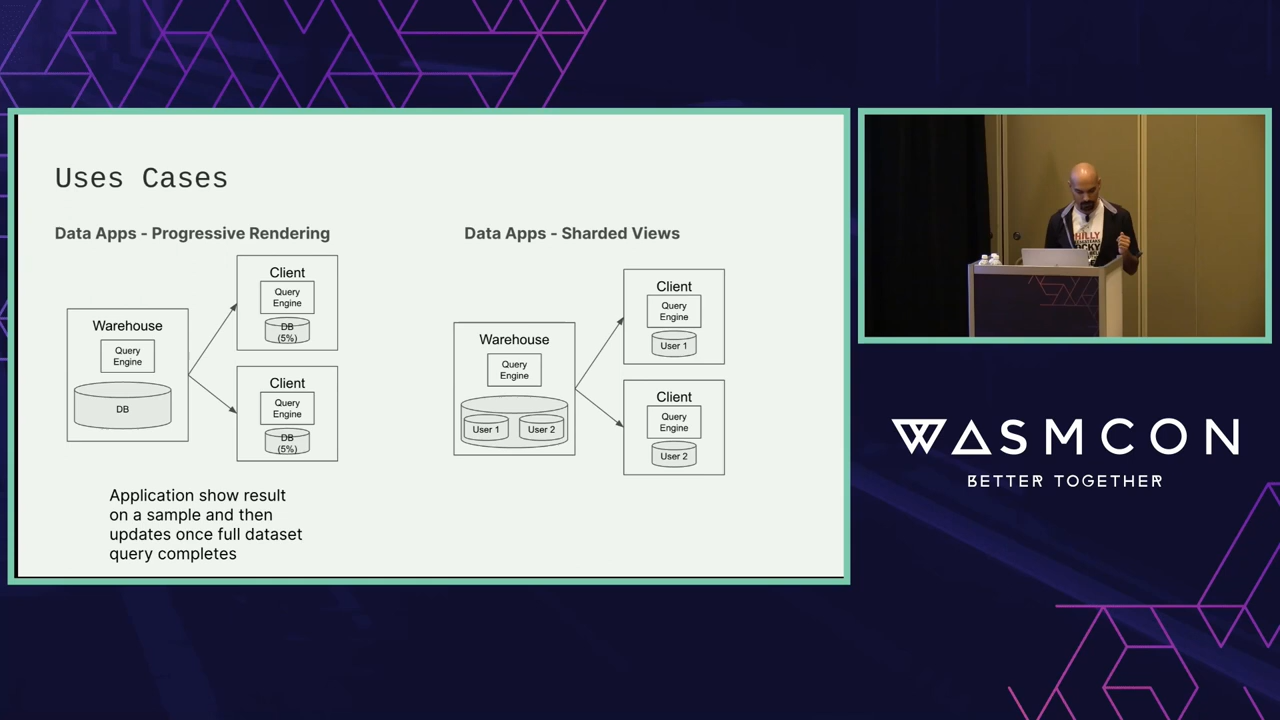 Uses Cases
Data Apps - Progressive Rendering
Warehouse
Query
Engine
DB
Client
Query
Engine
DB
(5%)
Client
Query
Engine
DB
(5%)
Application show result
on a sample and then
updates once full dataset
query completes
Data Apps - Sharded Views
Warehouse
Query
Engine
User 1
User 2
Client
Query
Engine
User 1
Client
Query
Engine
User 2
WASMCON
BETTER TOGETHER